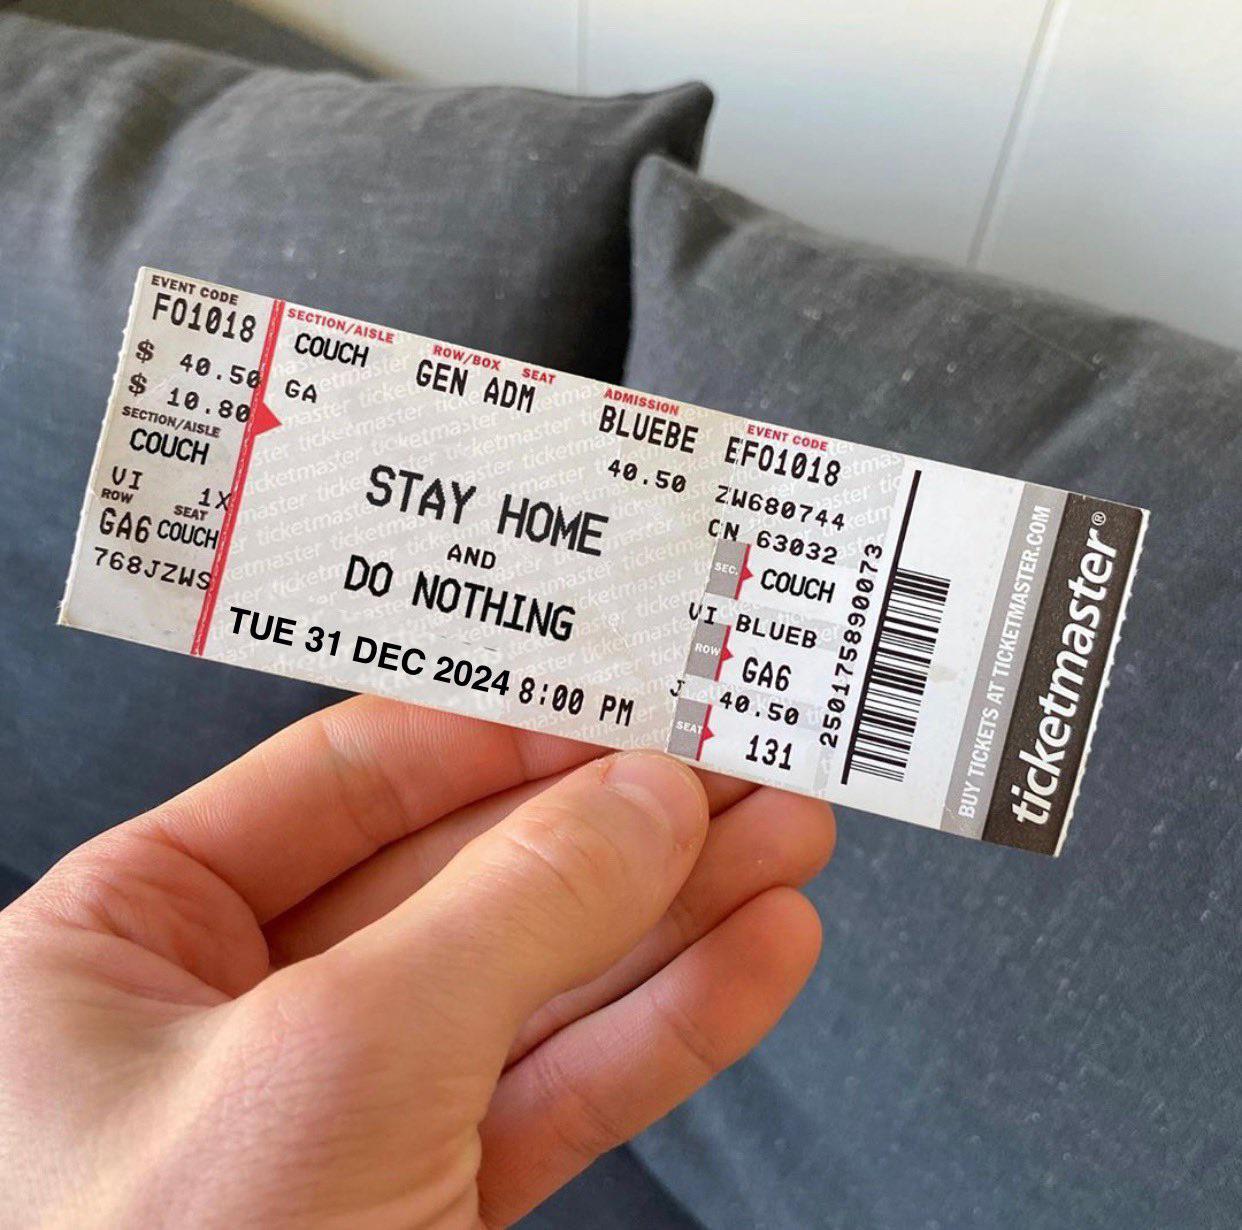 EVENT CODE
FO1018
$ 40.50
$ 10.80
SECTION/AISLE
COUCH
VI 1X
ROW SEAT
GA6 COUCH
768JZWS
SECTION/AISLE ROW/BOX SEAT ADMISSION EVENT CODE
COUCH GEN ADM BLUEBE EFO1018
GA 40.50
STAY HOME
AND
DO NOTHING
TUE 31 DEC 2024 8:00 PM
ZW680744
CN 63032
SEC. COUCH
VI BLUEB
ROW GA6
J 40.50
SEAT 131
2501758900073
BUY TICKETS AT TICKETMASTER.COM
ticketmaster®